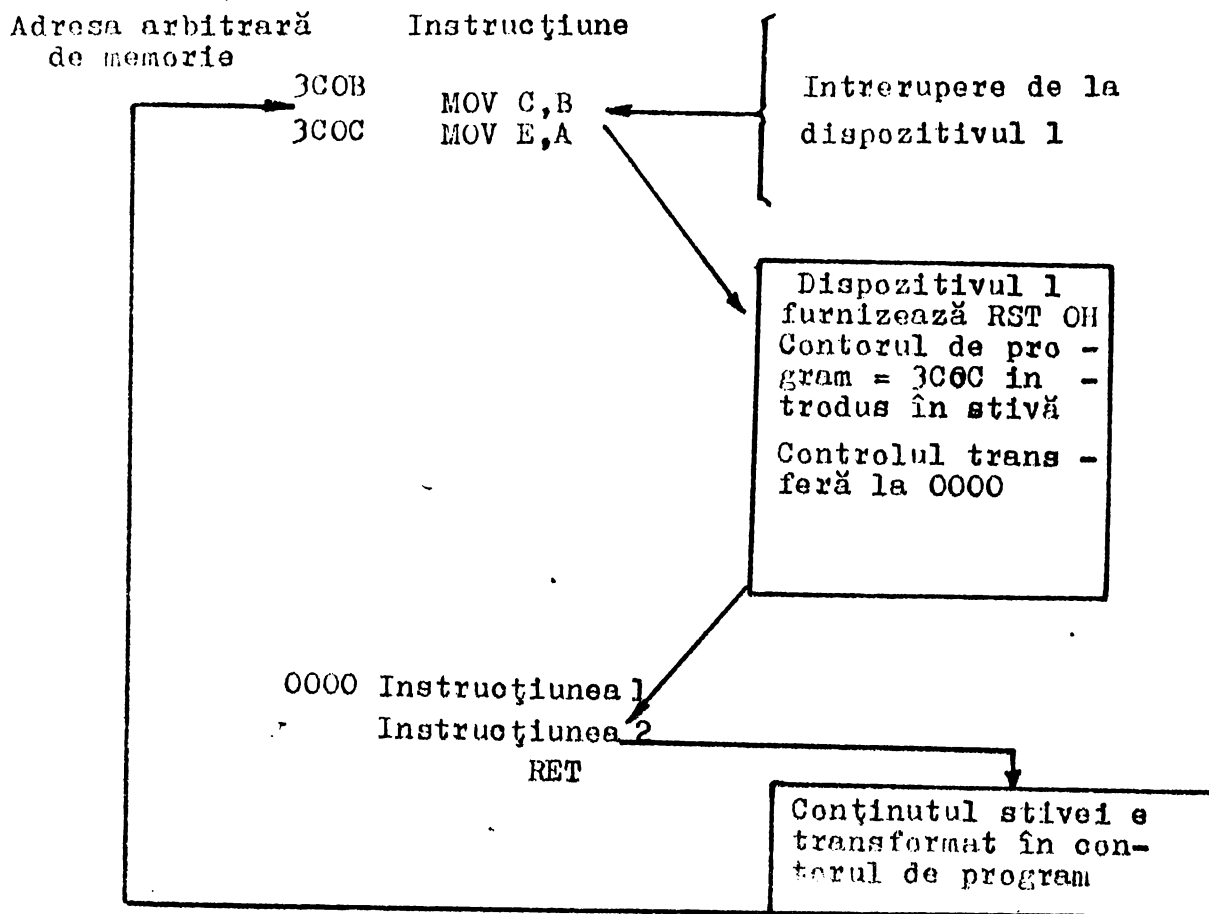 Adresa arbitrară
de memorie
Instrucţiune
3C0B
MOV C,B
3C0C
MOV E,A
Intrerupere de la
dispozitivul 1
Dispozitivul 1
furnizează RST OH
Contorul de pro -
gram = 3C0C in -
trodus în stivă
Controlul trans -
feră la 0000
0000 Instrucţiunea 1
Instrucţiunea 2
RET
Conţinutul stivei e
transformat în con-
torul de program